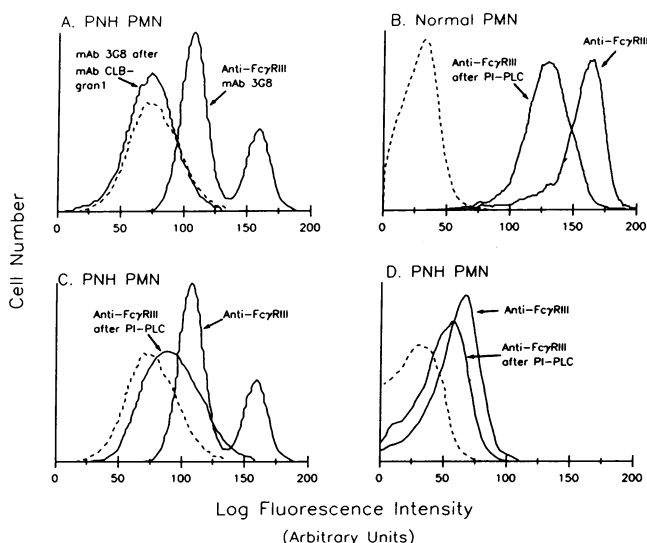 A. PNH PMN
mAb 3G8 after
mAb CLB-
gran1
Anti-FcγRIII
mAb 3G8
0 50 100 150 200
B. Normal PMN
Anti-FcγRIII
after PI-PLC
Anti-FcγRIII
0 50 100 150 200
Cell Number
C. PNH PMN
Anti-FcγRIII
after PI-PLC
Anti-FcγRIII
0 50 100 150 200
D. PNH PMN
Anti-FcγRIII
Anti-FcγRIII
after PI-PLC
0 50 100 150 200
Log Fluorescence Intensity
(Arbitrary Units)